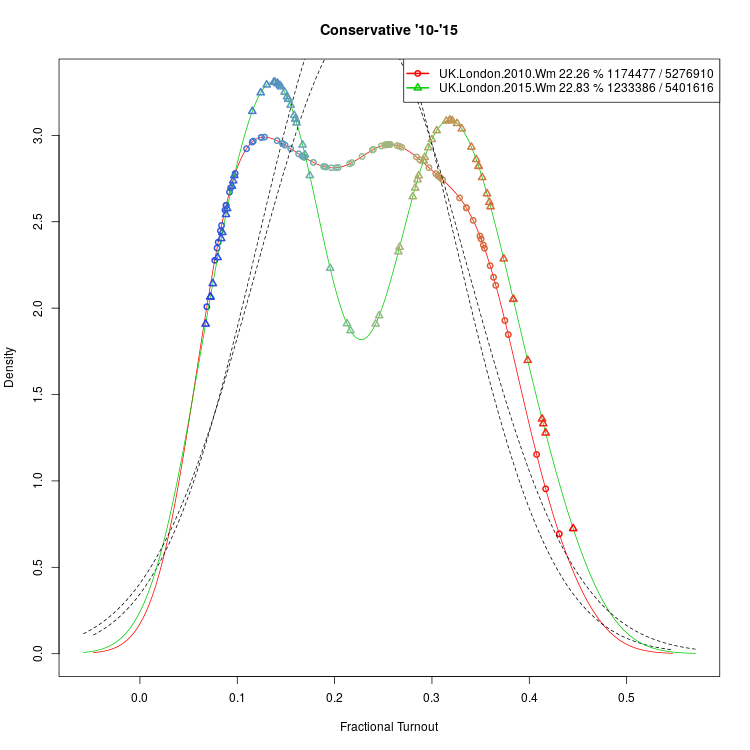 Conservative '10-'15
UK.London.2010.Wm 22.26 % 1174477 / 5276910
UK.London.2015.Wm 22.83 % 1233386 / 5401616
Density
3.0
2.5
2.0
1.5
1.0
0.5
0.0
0.0 0.1 0.2 0.3 0.4 0.5
Fractional Turnout